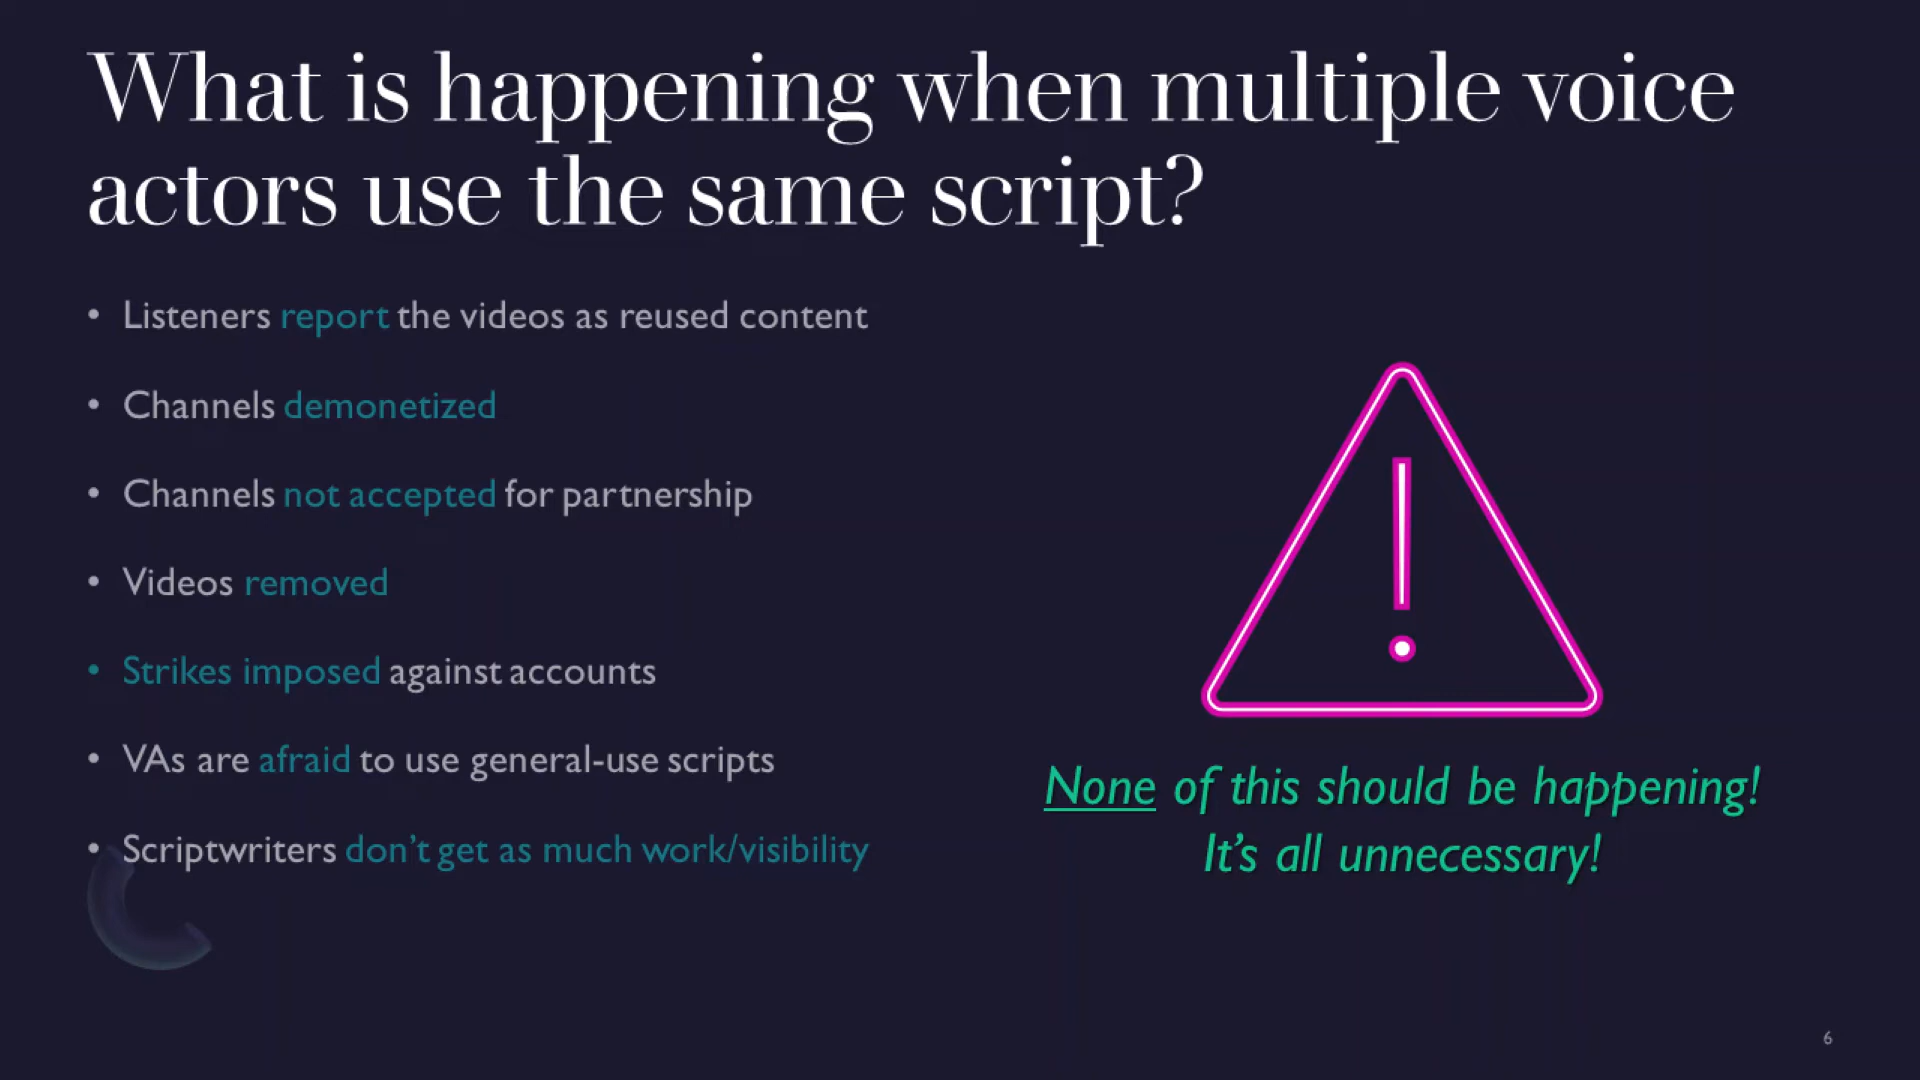 What is happening when multiple voice
actors use the same script?
• Listeners report the videos as reused content
• Channels demonetized
• Channels not accepted for partnership
• Videos removed
• Strikes imposed against accounts
• VAs are afraid to use general-use scripts
• Scriptwriters don’t get as much work/visibility
None of this should be happening!
It’s all unnecessary!
6